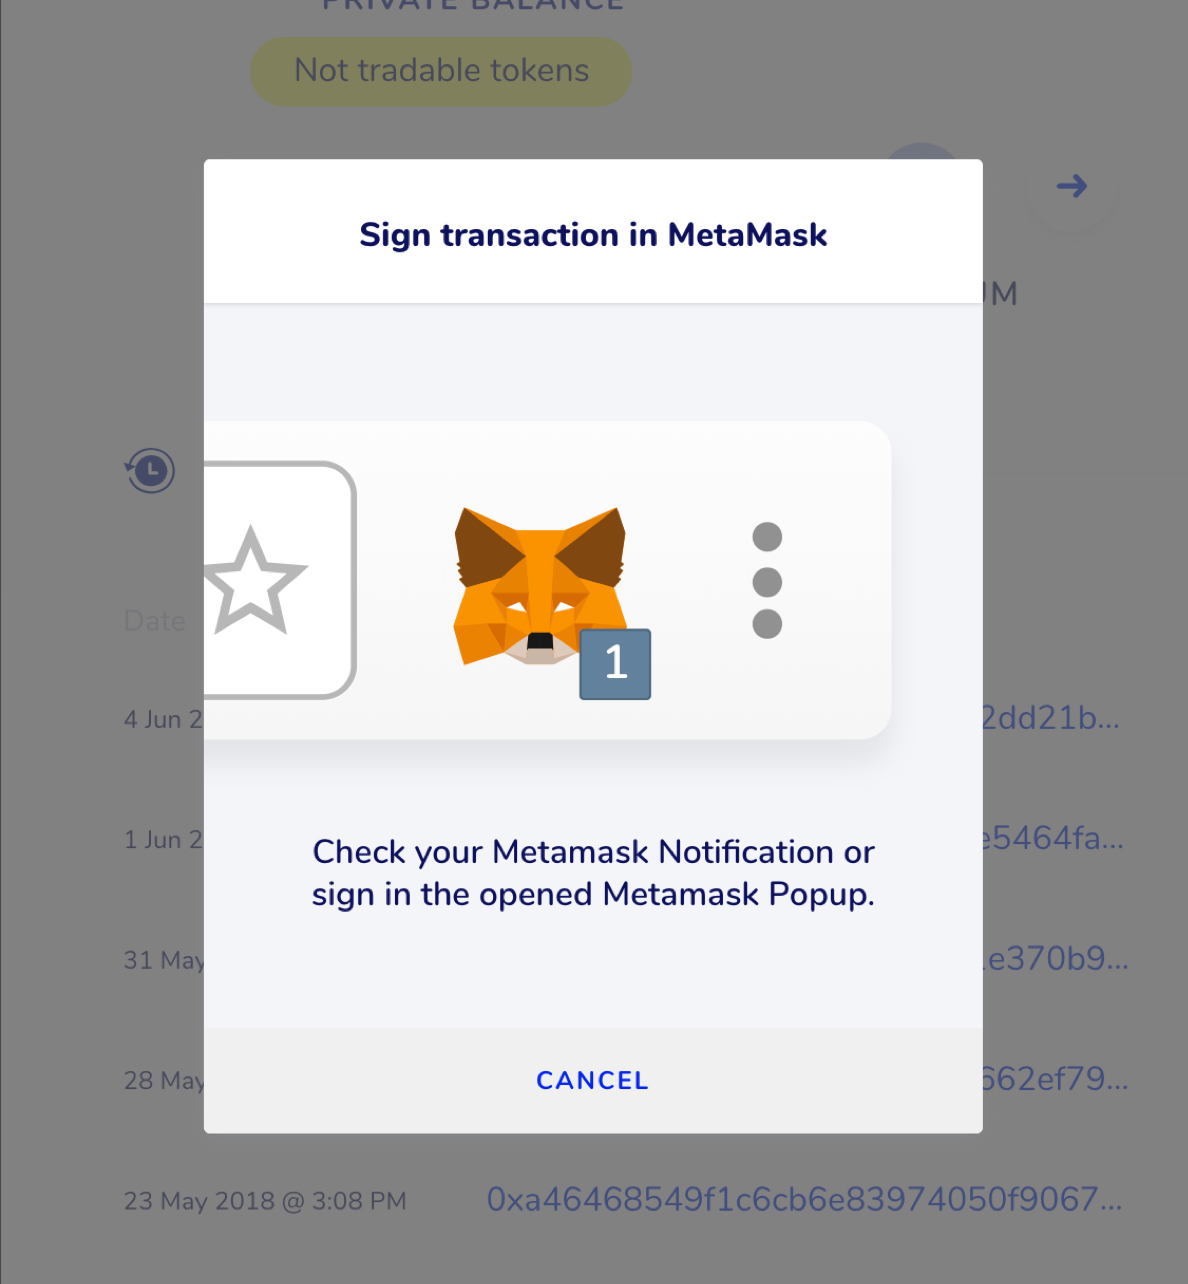 PRIVATE BALANCE
Not tradable tokens
Sign transaction in MetaMask
UM
1
Date
4 Jun 2
2dd21b...
1 Jun 2
e5464fa...
Check your Metamask Notification or
sign in the opened Metamask Popup.
31 May
e370b9...
28 May
662ef79...
CANCEL
23 May 2018 @ 3:08 PM 0xa46468549f1c6cb6e83974050f9067...